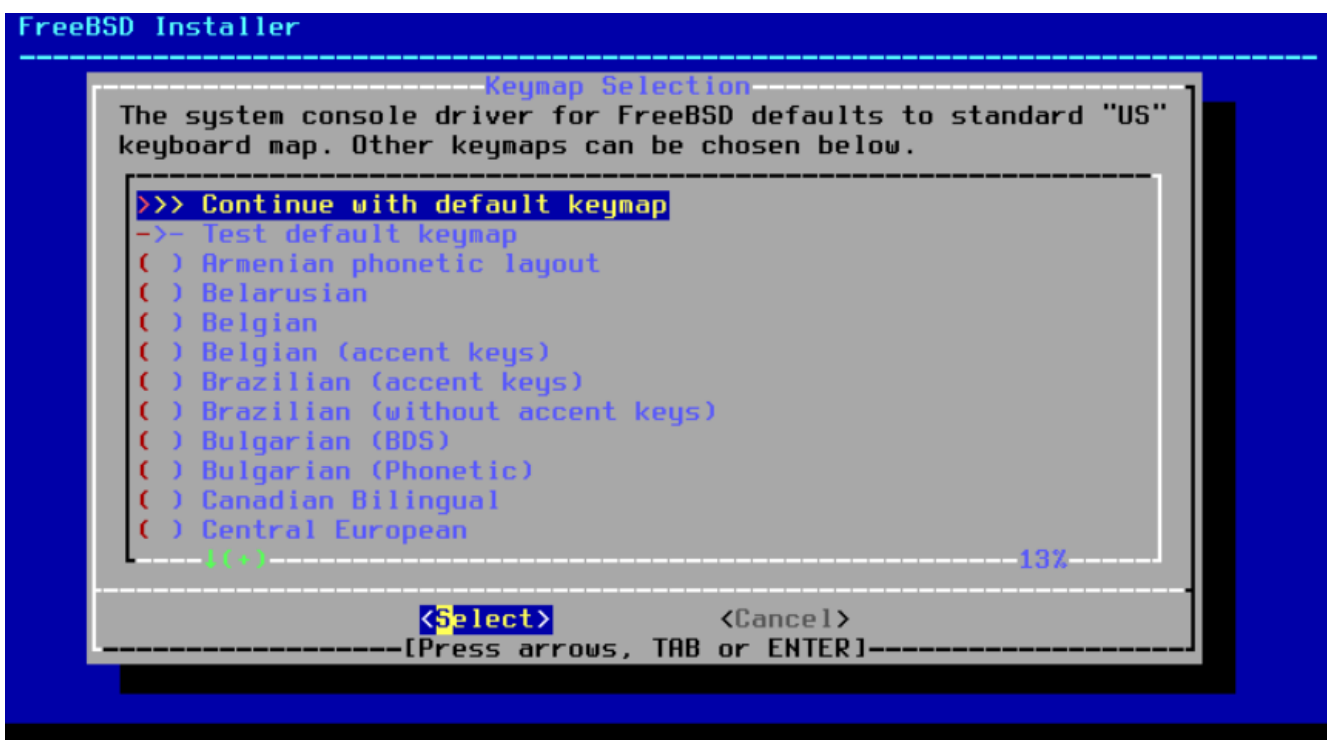 FreeBSD Installer
Keymap Selection
The system console driver for FreeBSD defaults to standard "US"
keyboard map. Other keymaps can be chosen below.
>>> Continue with default keymap
->- Test default keymap
( ) Armenian phonetic layout
( ) Belarusian
( ) Belgian
( ) Belgian (accent keys)
( ) Brazilian (accent keys)
( ) Brazilian (without accent keys)
( ) Bulgarian (BDS)
( ) Bulgarian (Phonetic)
( ) Canadian Bilingual
( ) Central European
↓(+) 13%
<Select> <Cancel>
[Press arrows, TAB or ENTER]